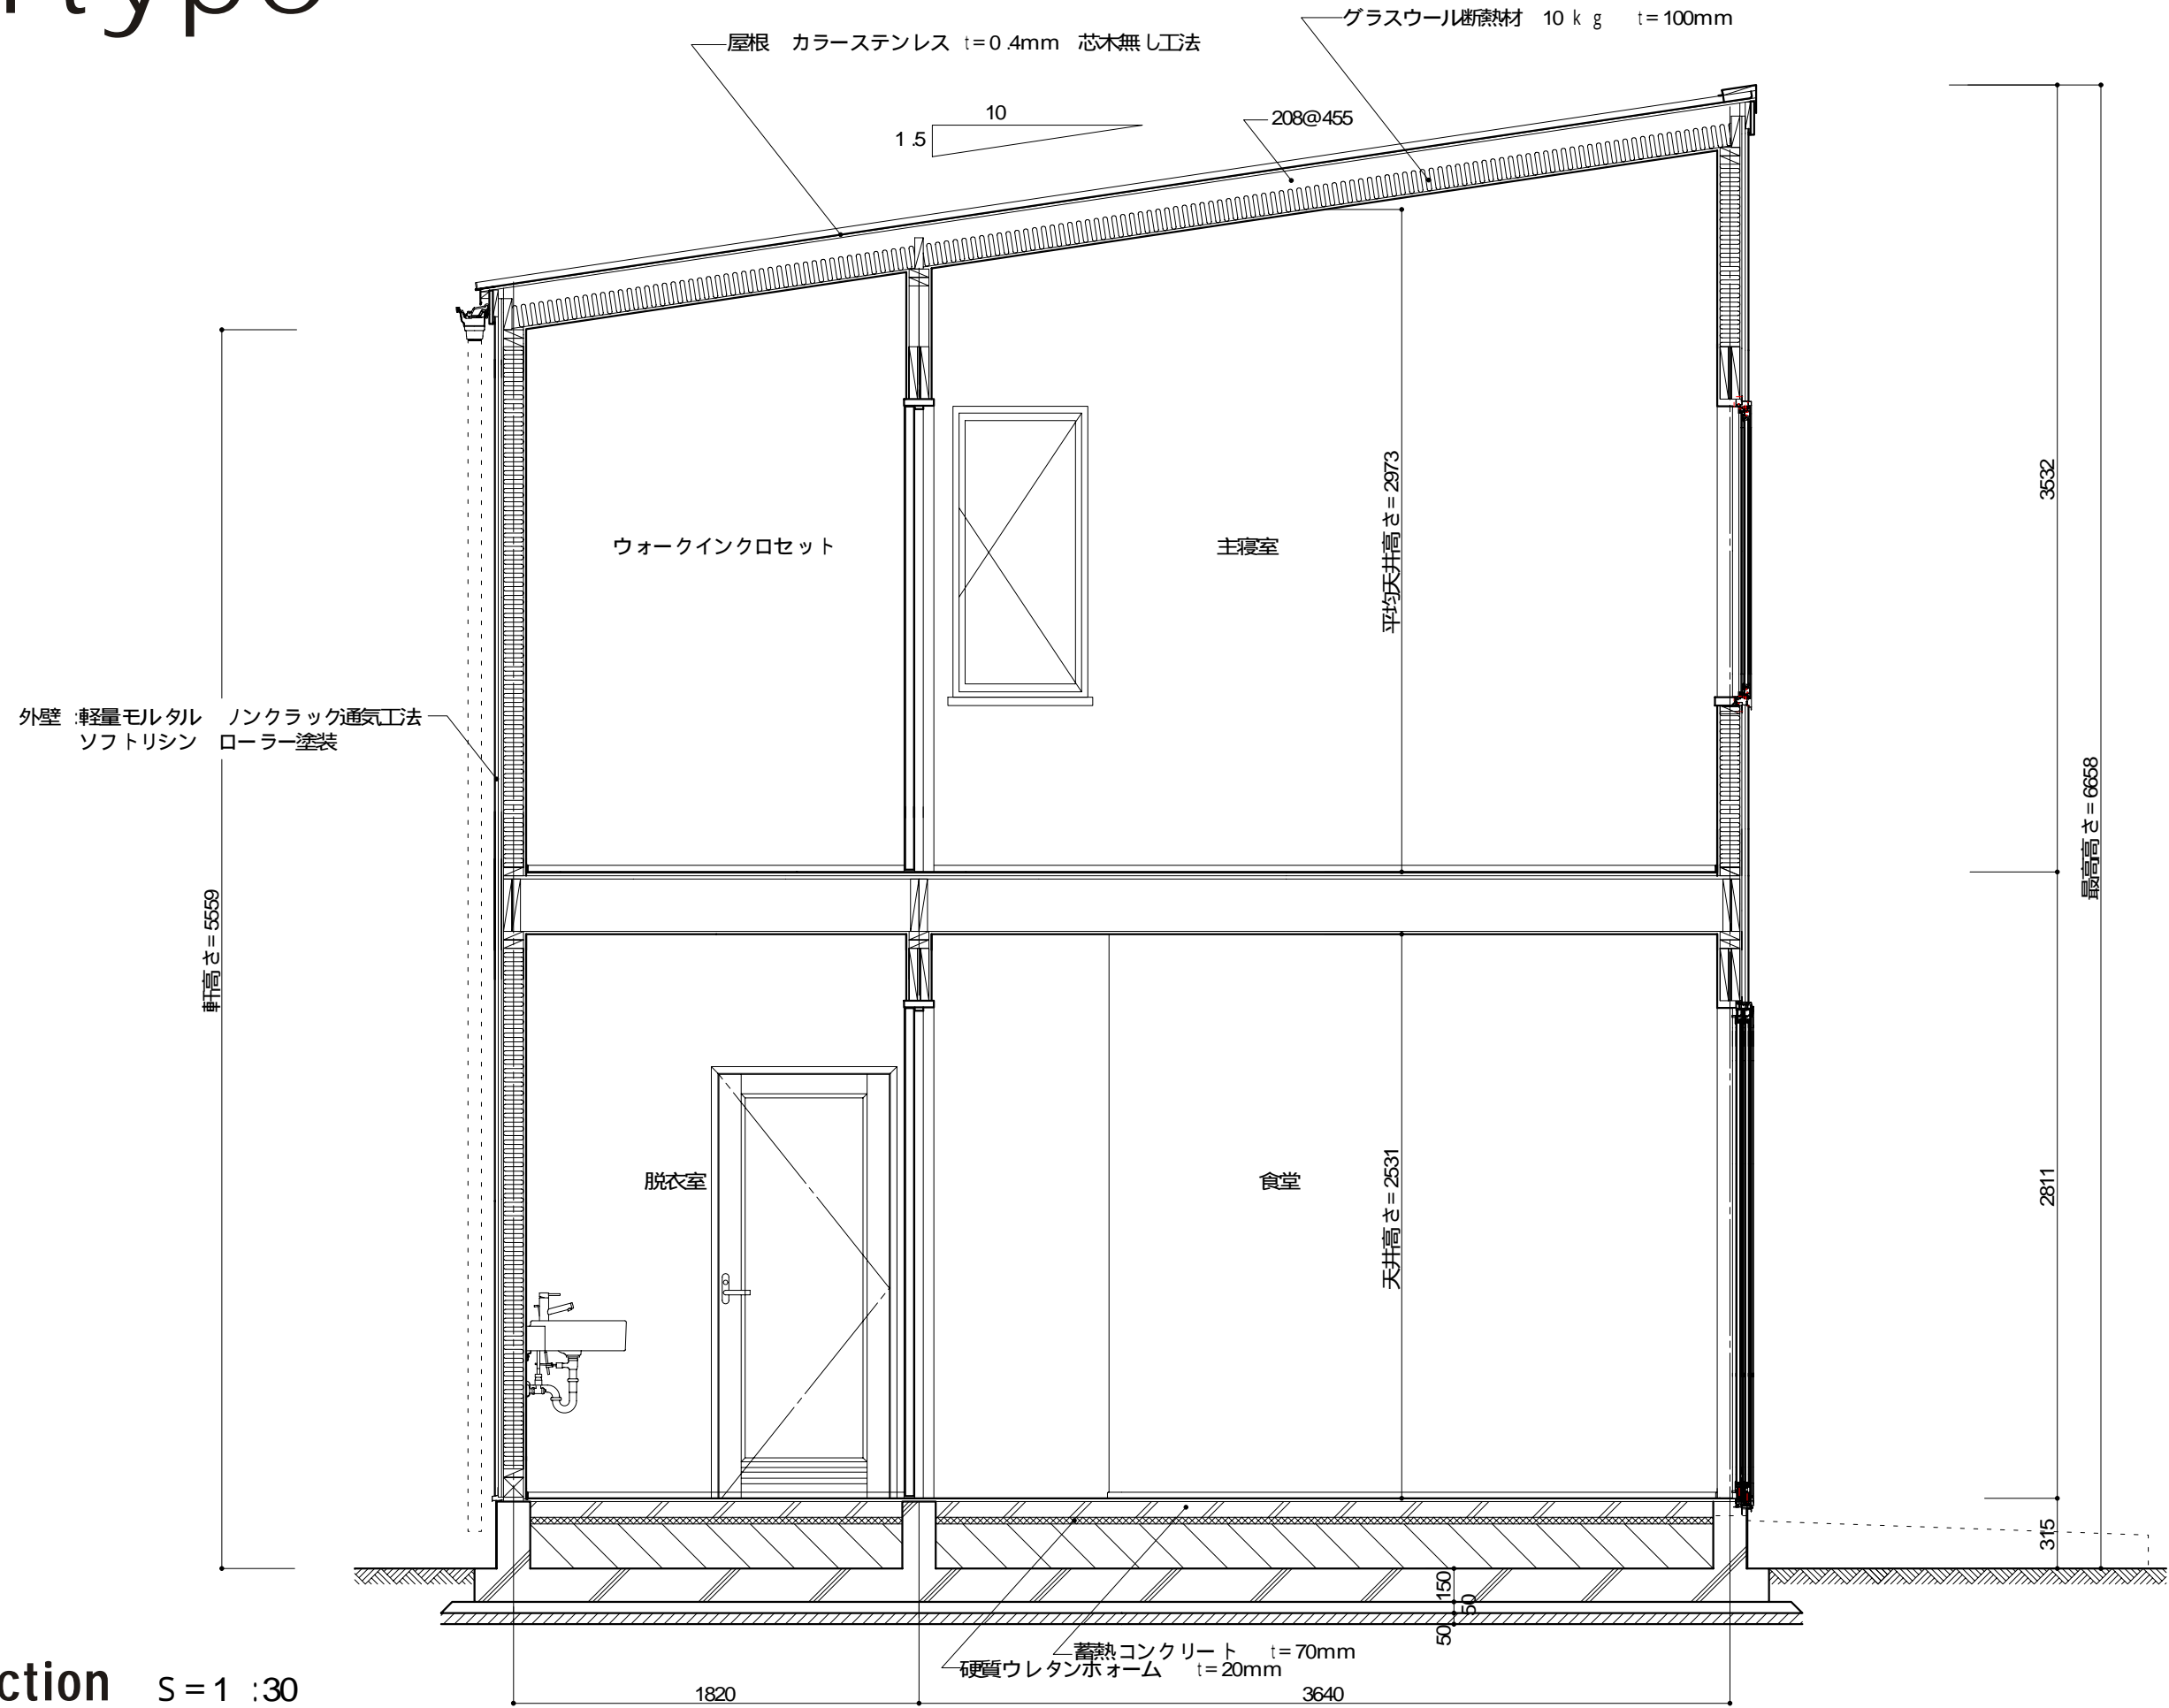 グラスウール断熱材 10kg t=100mm
屋根 カラーステンレス t=0.4mm 芯木無し工法
10
1.5
208@455
3532
平均天井高さ=2973
ウォークインクロセット
主寝室
外壁:軽量モルタル ノンクラック通気工法
ソフトリシン ローラー塗装
最高高さ=6658
軒高さ=5559
脱衣室
食堂
天井高さ=2531
2811
315
150
50
50
蓄熱コンクリート t=70mm
硬質ウレタンホォーム t=20mm
ction S=1:30
1820
3640